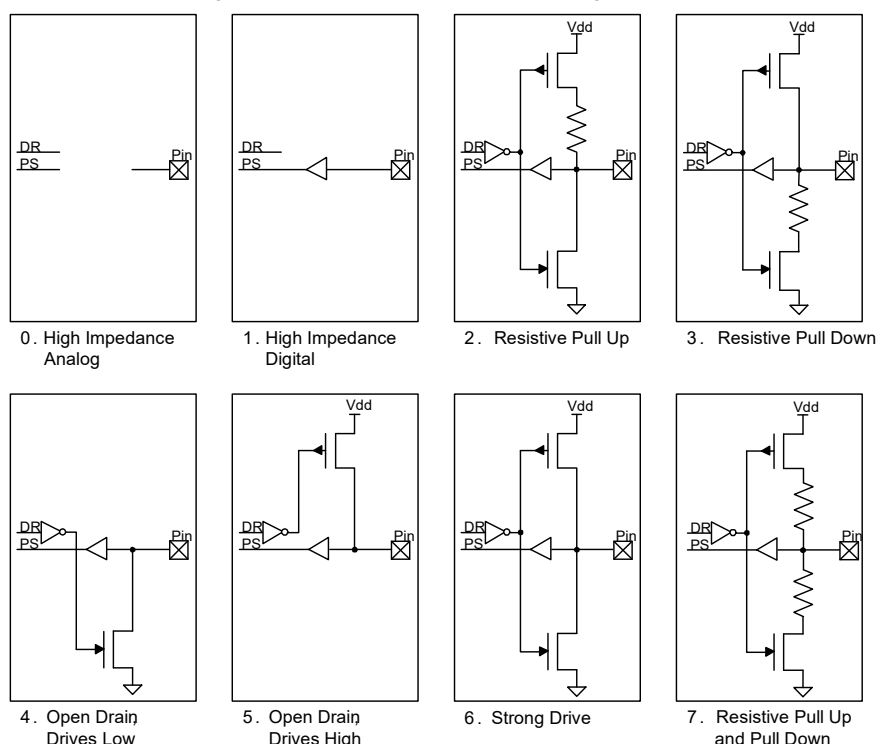 Vdd
Vdd
DR
PS
Pin
DR
PS
Pin
DR
PS
Pin
DR
PS
Pin
0. High Impedance
Analog
1. High Impedance
Digital
2. Resistive Pull Up
3. Resistive Pull Down
Vdd
Vdd
Vdd
DR
PS
Pin
DR
PS
Pin
DR
PS
Pin
DR
PS
Pin
4. Open Drain,
Drives Low
5. Open Drain,
Drives High
6. Strong Drive
7. Resistive Pull Up
and Pull Down